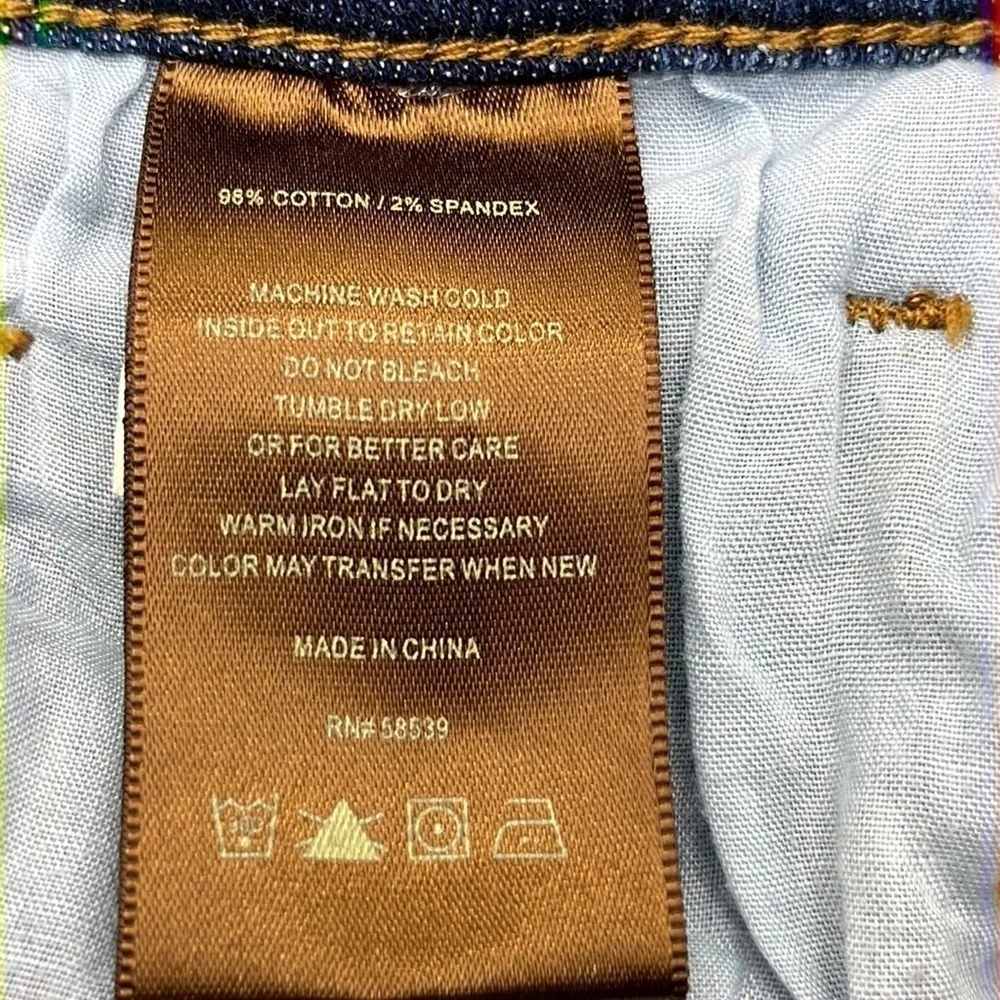 98% COTTON / 2% SPANDEX
MACHINE WASH COLD
INSIDE OUT TO RETAIN COLOR
DO NOT BLEACH
TUMBLE DRY LOW
OR FOR BETTER CARE
LAY FLAT TO DRY
WARM IRON IF NECESSARY
COLOR MAY TRANSFER WHEN NEW
MADE IN CHINA
RN# 58539